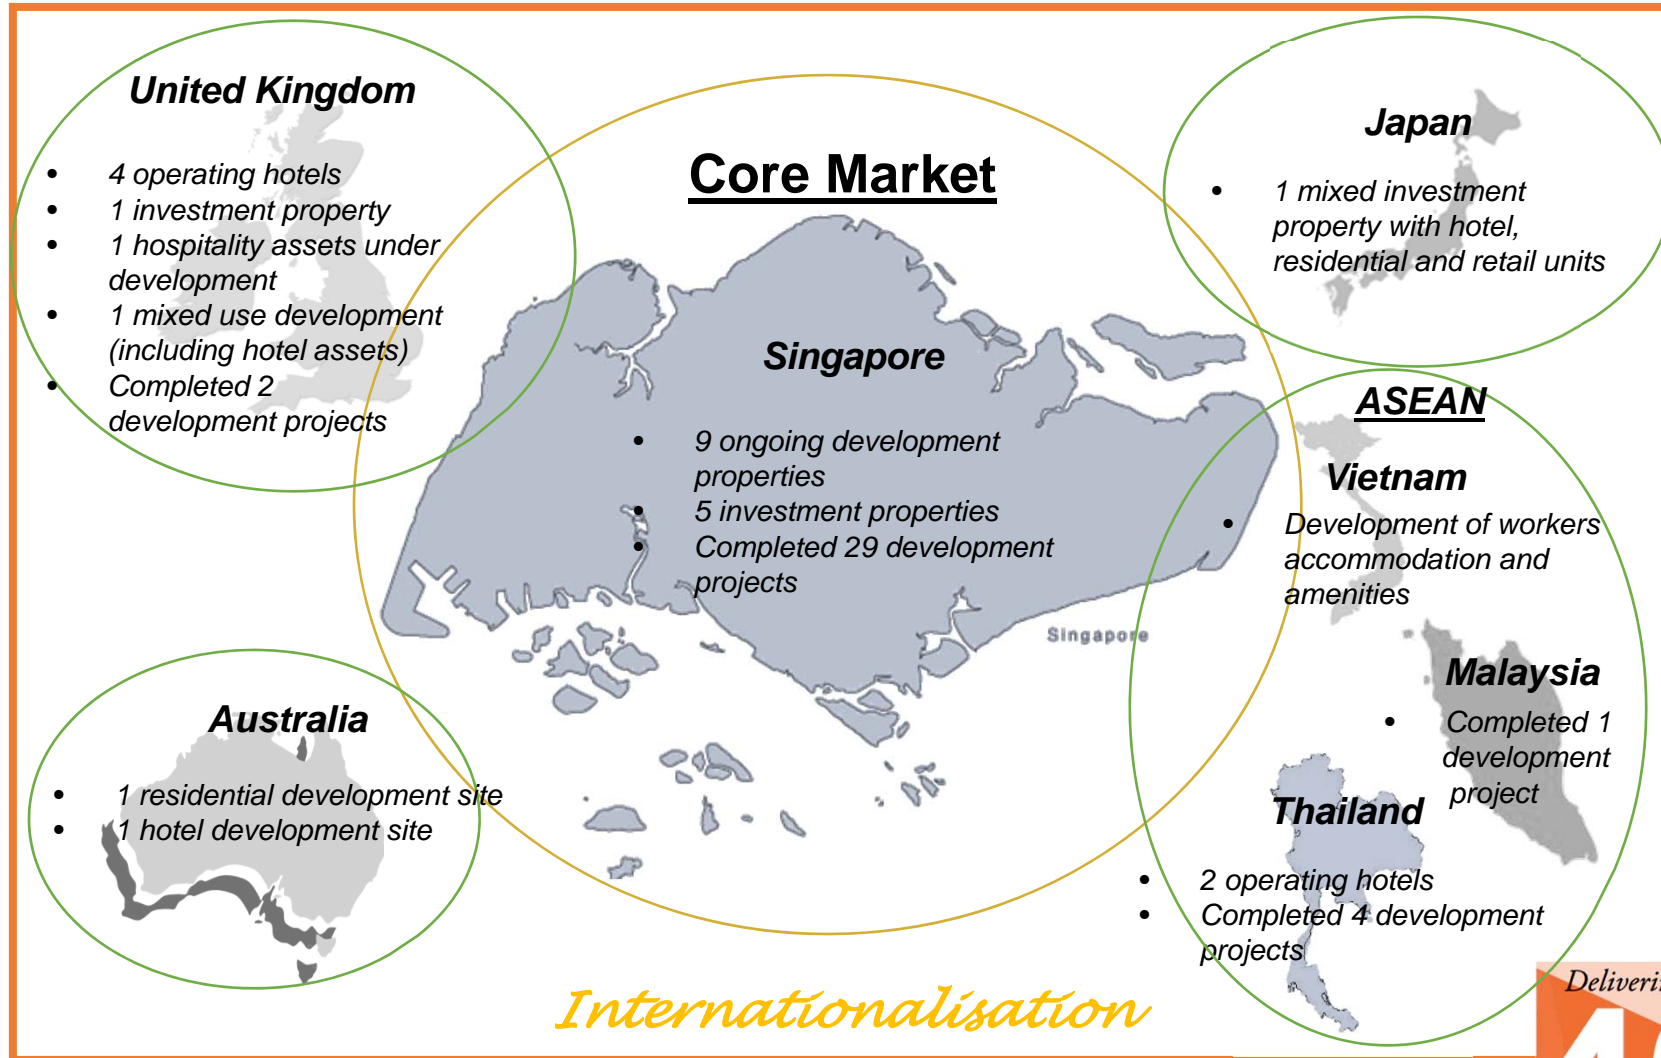 United Kingdom
• 4 operating hotels
• 1 investment property
• 1 hospitality assets under
development
• 1 mixed use development
(including hotel assets)
• Completed 2
development projects
Core Market
Singapore
• 9 ongoing development
properties
• 5 investment properties
• Completed 29 development
projects
Singapore
Japan
• 1 mixed investment
property with hotel,
residential and retail units
ASEAN
Vietnam
• Development of workers
accommodation and
amenities
Malaysia
• Completed 1
development
project
Thailand
• 2 operating hotels
• Completed 4 development
projects
Australia
• 1 residential development site
• 1 hotel development site
Internationalisation